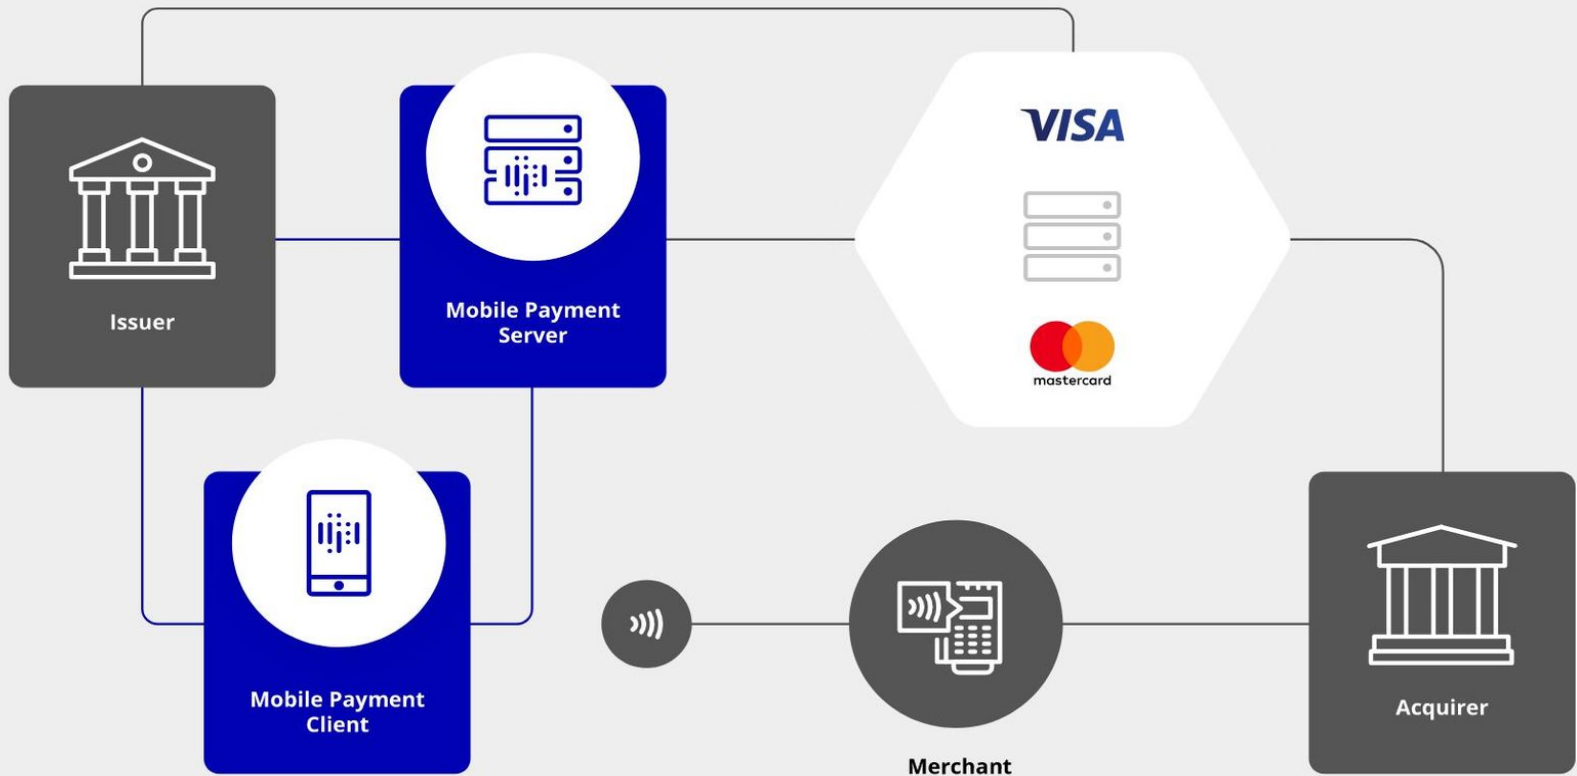 VISA
Issuer
Mobile Payment
Server
mastercard
Mobile Payment
Client
Merchant
Acquirer